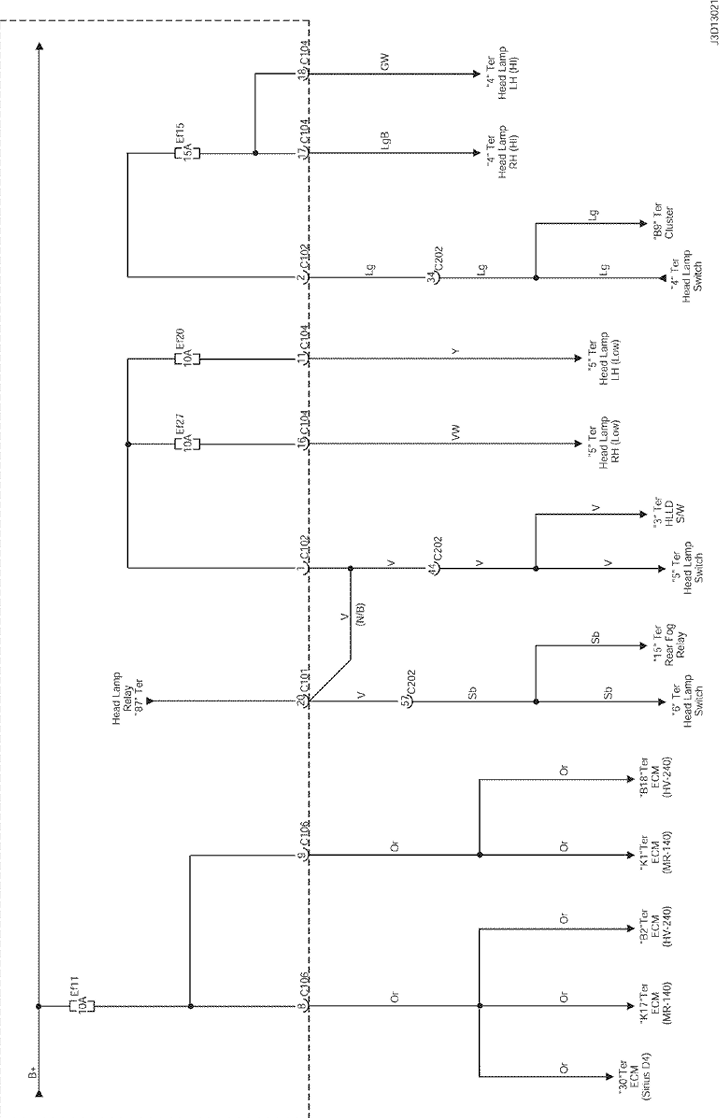 B+
Ef11
10A
8 C106
9 C106
Or
Or
Or
Or
Or
Or
Or
"30"Ter
ECM
(Sirius D4)
"K17"Ter
ECM
(MR-140)
"B2"Ter
ECM
(HV-240)
"K1"Ter
ECM
(MR-140)
"B18"Ter
ECM
(HV-240)
Head Lamp
Relay
"87" Ter
C101
V
V
(N/B)
57 C202
Sb
Sb
Sb
"6" Ter
Head Lamp
Switch
"15" Ter
Rear Fog
Relay
1 C102
V
44 C202
V
V
V
"5" Ter
Head Lamp
Switch
"3" Ter
HLLD
S/W
Ef27
10A
16 C104
VW
"5" Ter
Head Lamp
RH (Low)
Ef20
10A
11 C104
Y
"5" Ter
Head Lamp
LH (Low)
2 C102
Lg
34 C202
Lg
Lg
Lg
"4" Ter
Head Lamp
Switch
"B9" Ter
Cluster
Ef15
15A
17 C104
LgB
"4" Ter
Head Lamp
RH (HI)
18 C104
GW
"4" Ter
Head Lamp
LH (HI)
J3D13021